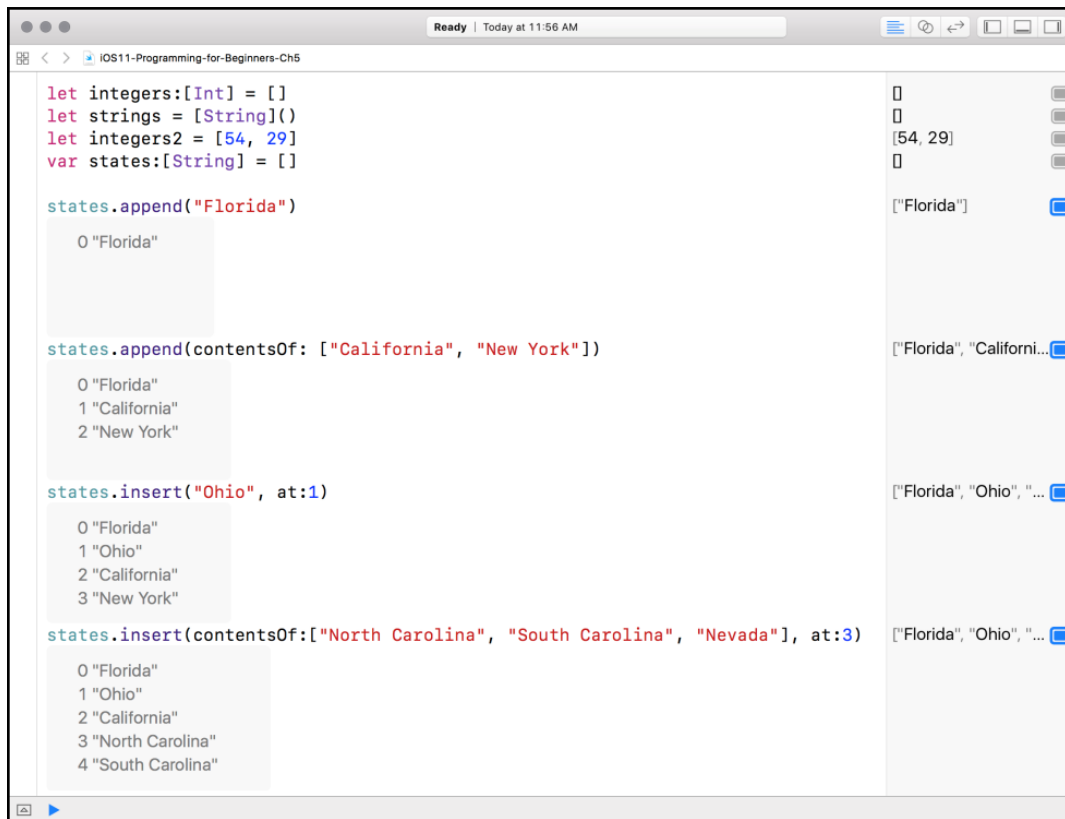 Ready | Today at 11:56 AM
iOS11-Programming-for-Beginners-Ch5
let integers:[Int] = [] []
let strings = [String]() []
let integers2 = [54, 29] [54, 29]
var states:[String] = [] []
states.append("Florida") ["Florida"]
0 "Florida"
states.append(contentsOf: ["California", "New York"]) ["Florida", "Californi...
0 "Florida"
1 "California"
2 "New York"
states.insert("Ohio", at:1) ["Florida", "Ohio", "...
0 "Florida"
1 "Ohio"
2 "California"
3 "New York"
states.insert(contentsOf:["North Carolina", "South Carolina", "Nevada"], at:3) ["Florida", "Ohio", "...
0 "Florida"
1 "Ohio"
2 "California"
3 "North Carolina"
4 "South Carolina"